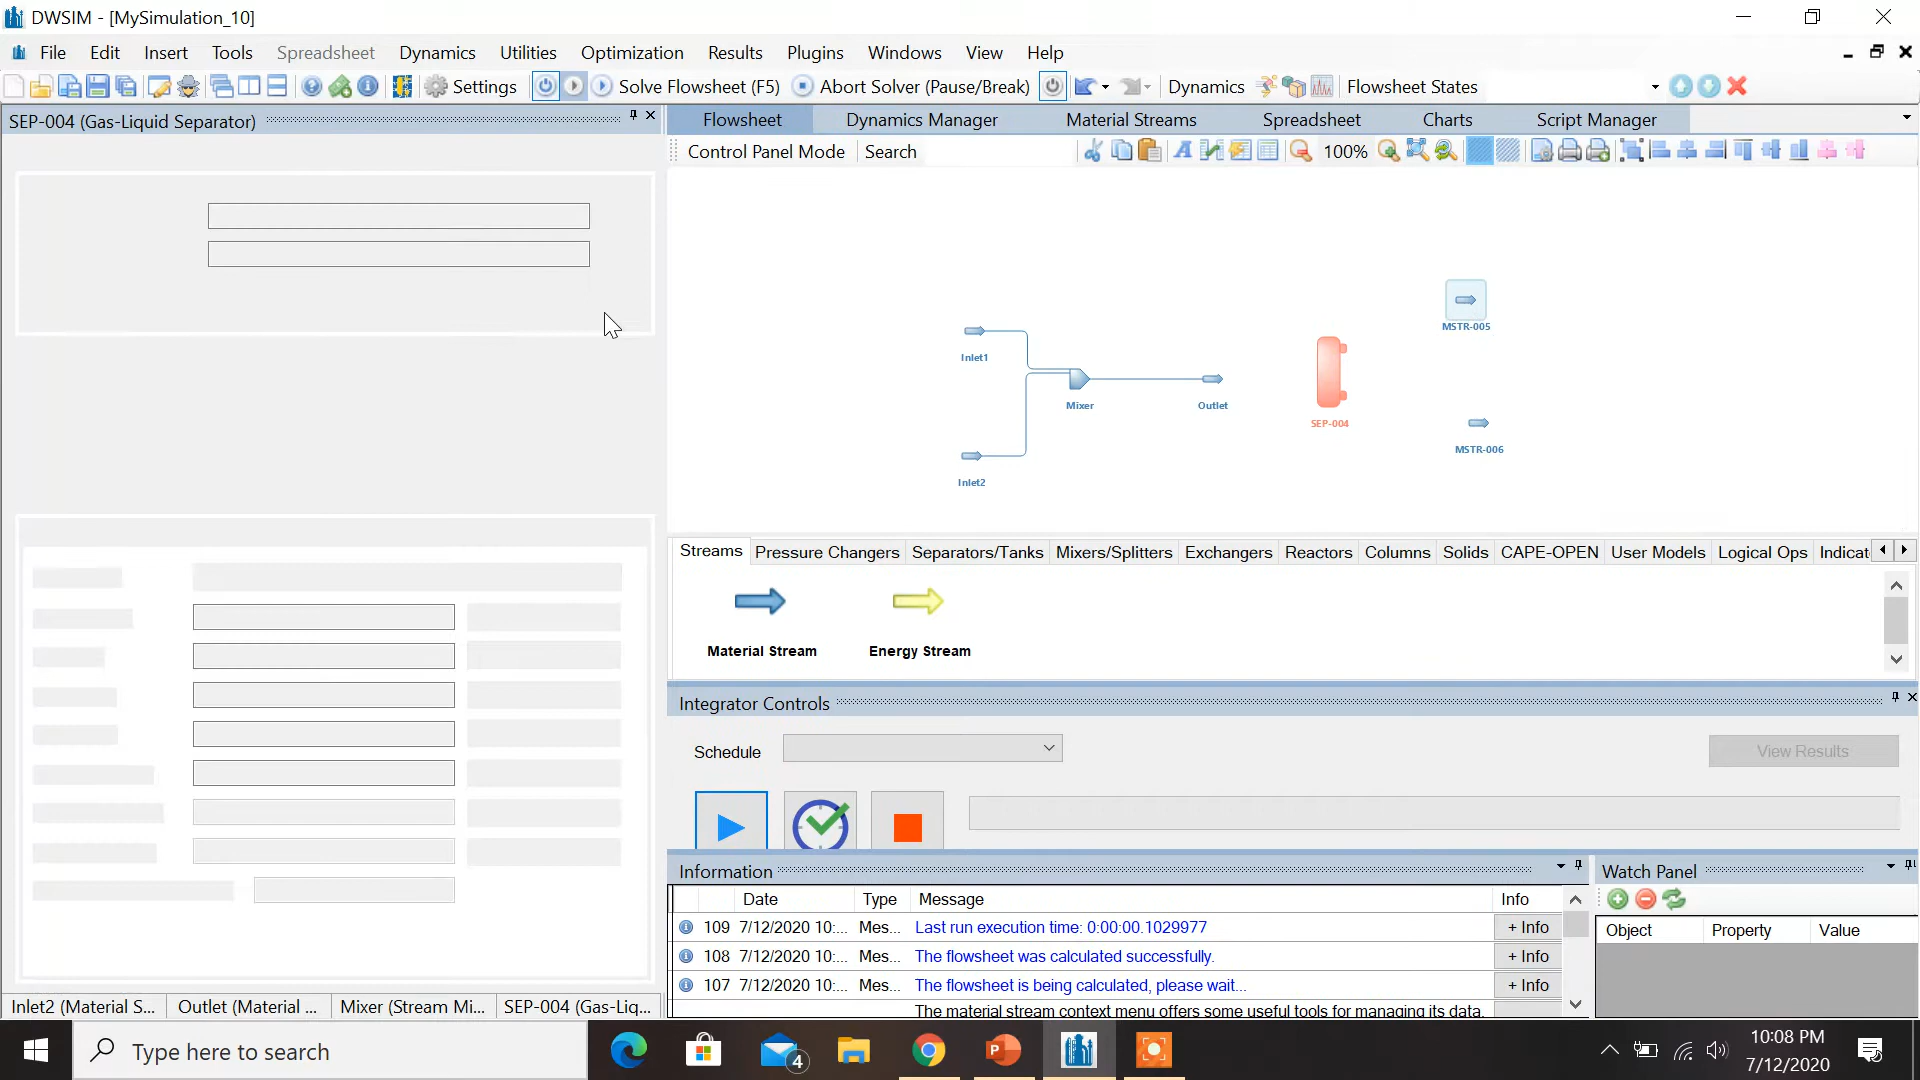 DWSIM - [MySimulation_10]
File Edit Insert Tools Spreadsheet Dynamics Utilities Optimization Results Plugins Windows View Help
Settings Solve Flowsheet (F5) Abort Solver (Pause/Break) Dynamics Flowsheet States
SEP-004 (Gas-Liquid Separator)
Flowsheet Dynamics Manager Material Streams Spreadsheet Charts Script Manager
Control Panel Mode Search 100%
MSTR-005
Inlet1
Mixer
Outlet
SEP-004
MSTR-006
Inlet2
Streams Pressure Changers Separators/Tanks Mixers/Splitters Exchangers Reactors Columns Solids CAPE-OPEN User Models Logical Ops Indicat
Material Stream Energy Stream
Integrator Controls
Schedule View Results
Information
Watch Panel
Date Type Message Info
109 7/12/2020 10:... Mes... Last run execution time: 0:00:00.1029977 + Info
108 7/12/2020 10:... Mes... The flowsheet was calculated successfully. + Info
107 7/12/2020 10:... Mes... The flowsheet is being calculated, please wait... + Info
The material stream context menu offers some useful tools for managing its data.
Object Property Value
Inlet2 (Material S... Outlet (Material ... Mixer (Stream Mi... SEP-004 (Gas-Liq...
Type here to search
4
10:08 PM
7/12/2020